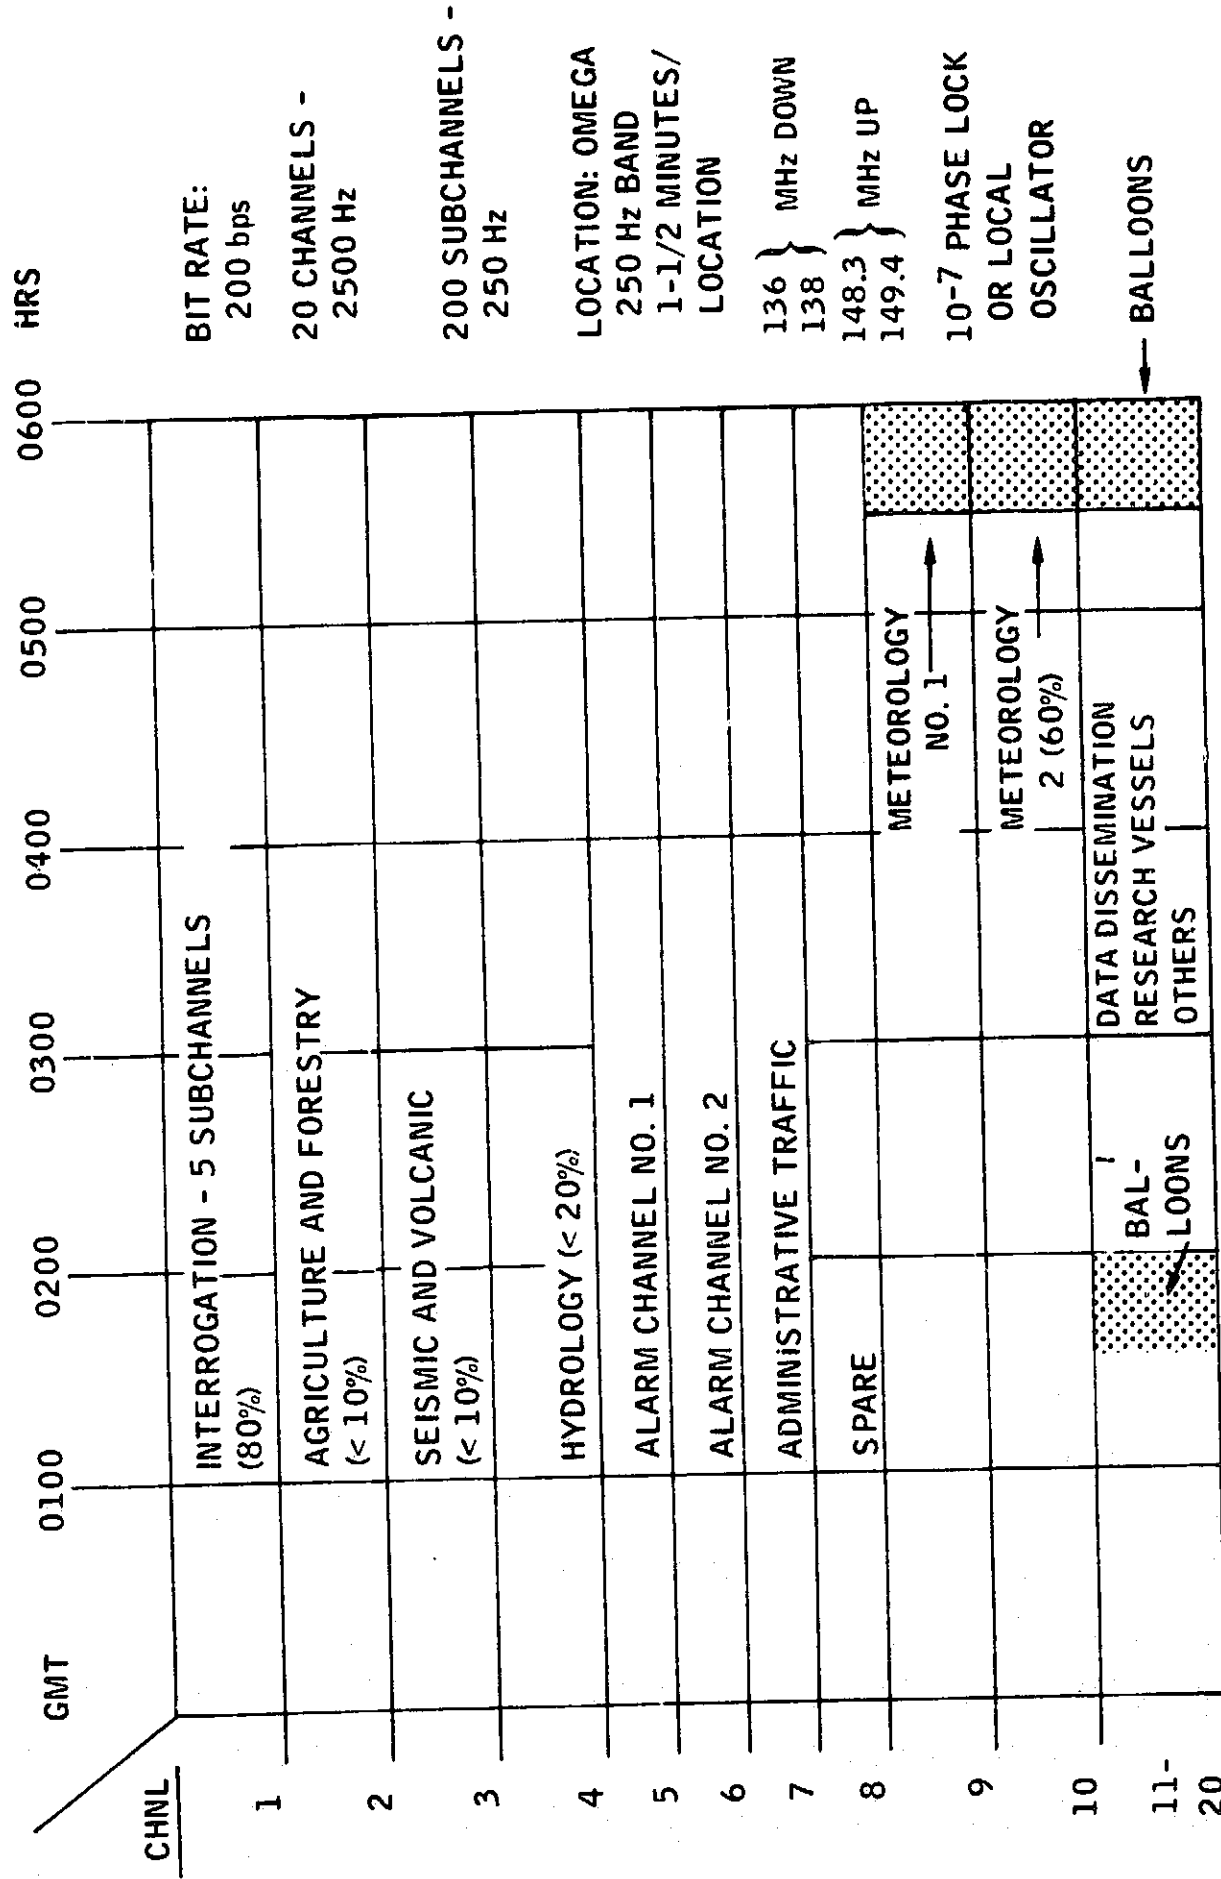 GMT 0100 0200 0300 0400 0500 0600 HRS
CHNL
1
INTERROGATION - 5 SUBCHANNELS
(80%)
2
AGRICULTURE AND FORESTRY
(< 10%)
3
SEISMIC AND VOLCANIC
(< 10%)
4
HYDROLOGY (< 20%)
5
ALARM CHANNEL NO. 1
6
ALARM CHANNEL NO. 2
7
ADMINISTRATIVE TRAFFIC
8
SPARE
9
METEOROLOGY
NO. 1
10
METEOROLOGY
2 (60%)
11-
20
BAL-
LOONS
DATA DISSEMINATION
RESEARCH VESSELS
OTHERS
BALLOONS
BIT RATE:
200 bps
20 CHANNELS -
2500 Hz
200 SUBCHANNELS -
250 Hz
LOCATION: OMEGA
250 Hz BAND
1-1/2 MINUTES/
LOCATION
136 } MHz DOWN
138
148.3 } MHz UP
149.4
10-7 PHASE LOCK
OR LOCAL
OSCILLATOR